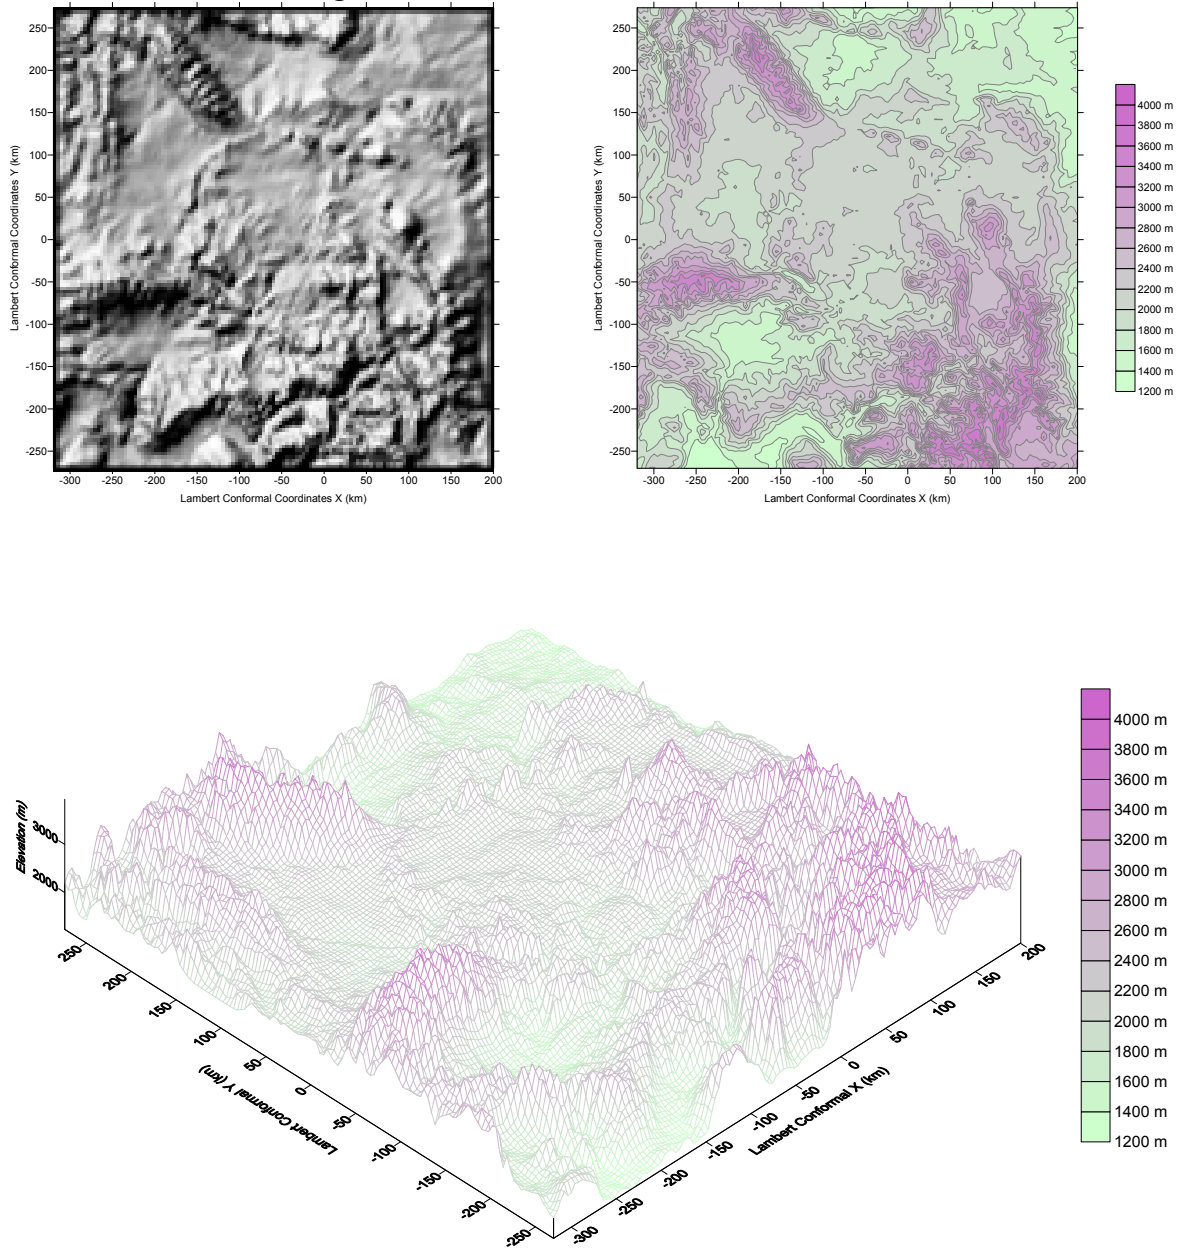 250
200
150
100
50
0
-50
-100
-150
-200
-250
Lambert Conformal Coordinates Y (km)
-300 -250 -200 -150 -100 -50 0 50 100 150 200
Lambert Conformal Coordinates X (km)
250
200
150
100
50
0
-50
-100
-150
-200
-250
Lambert Conformal Coordinates Y (km)
-300 -250 -200 -150 -100 -50 0 50 100 150 200
Lambert Conformal Coordinates X (km)
4000 m
3800 m
3600 m
3400 m
3200 m
3000 m
2800 m
2600 m
2400 m
2200 m
2000 m
1800 m
1600 m
1400 m
1200 m
Elevation (m)
3000
2000
250
200
150
100
50
0
-50
-100
-150
-200
-250
Lambert Conformal Y (km)
-300
-250
-200
-150
-100
-50
0
50
100
150
200
Lambert Conformal X (km)
4000 m
3800 m
3600 m
3400 m
3200 m
3000 m
2800 m
2600 m
2400 m
2200 m
2000 m
1800 m
1600 m
1400 m
1200 m